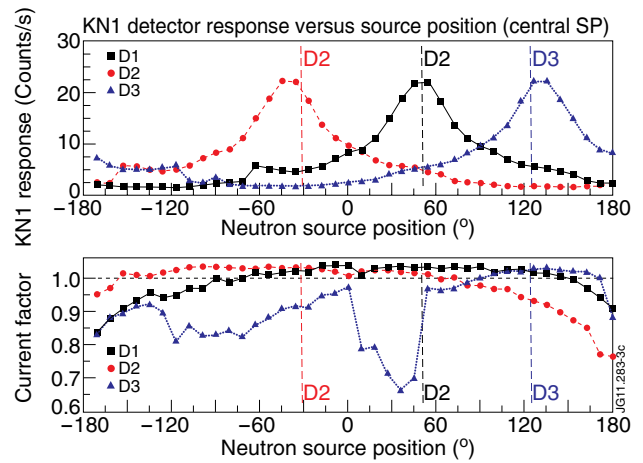 KN1 detector response versus source position (central SP)
KN1 response (Counts/s)
30
20
10
0
D1
D2
D3
D2
D2
D3
−180
−120
−60
0
60
120
180
Neutron source position (º)
Current factor
1.0
0.9
0.8
0.7
0.6
D1
D2
D3
D2
D2
D3
JG11.283-3c
−180
−120
−60
0
60
120
180
Neutron source position (º)